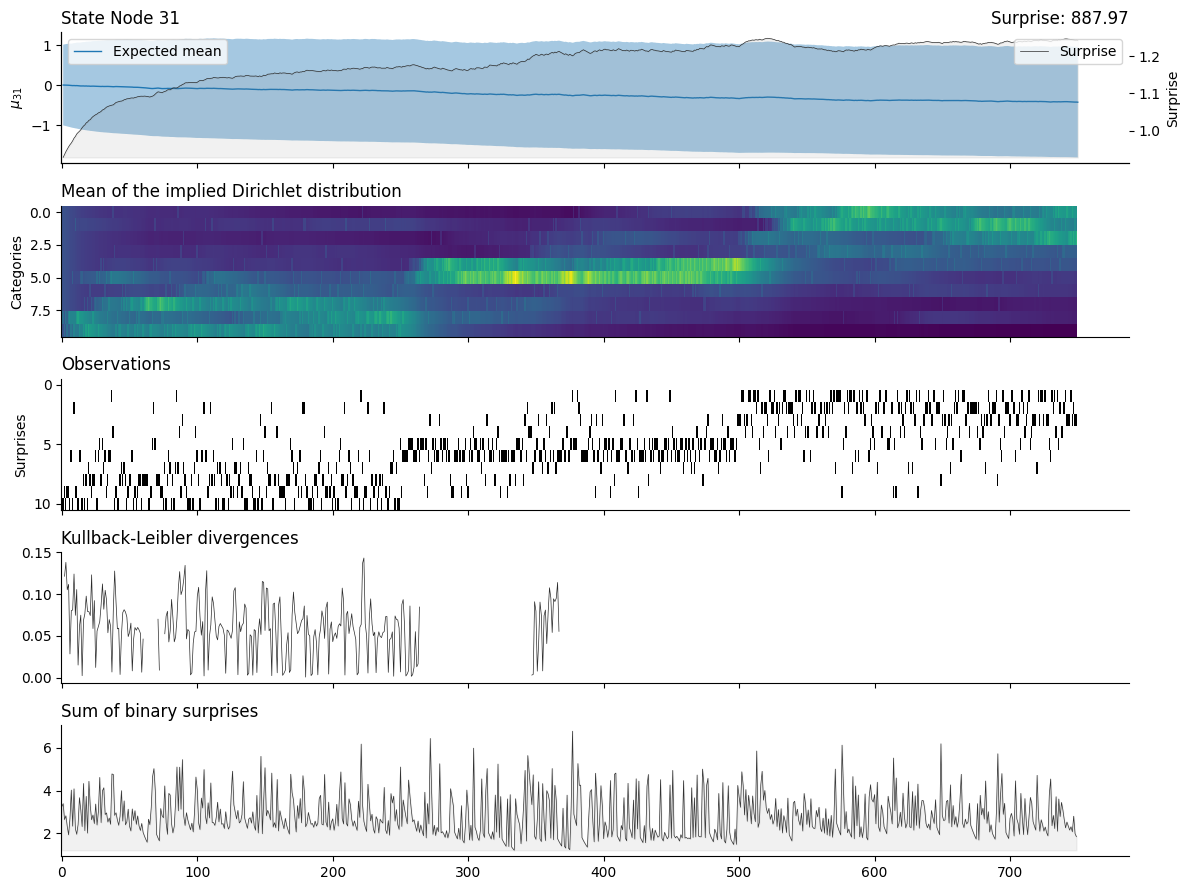 State Node 31
Surprise: 887.97
1
0
−1
μ31
Expected mean
Surprise
1.2
1.1
1.0
Surprise
Mean of the implied Dirichlet distribution
0.0
2.5
5.0
7.5
Categories
Observations
0
5
10
Surprises
Kullback-Leibler divergences
0.15
0.10
0.05
0.00
Sum of binary surprises
6
4
2
0 100 200 300 400 500 600 700